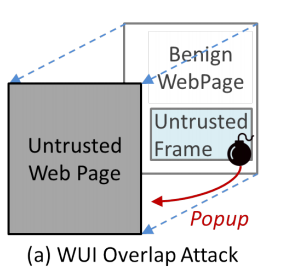 Benign
WebPage
Untrusted
Frame
Untrusted
Web Page
Popup
(a) WUI Overlap Attack